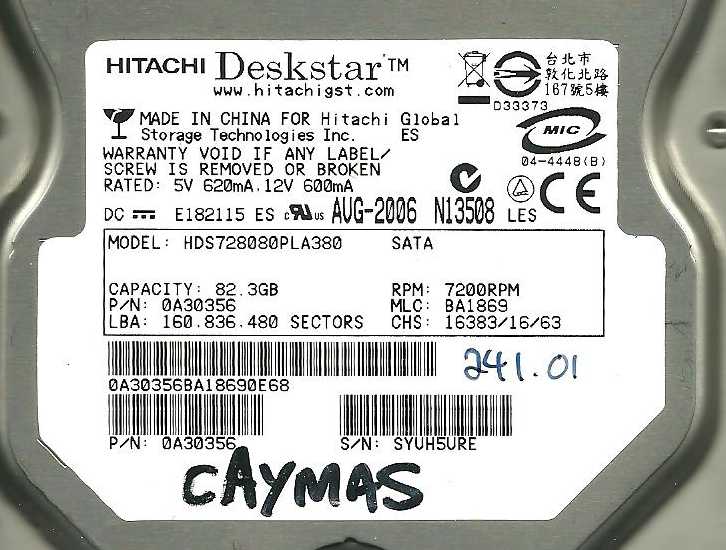 HITACHI Deskstar™
www.hitachigst.com
台北市
敦化北路
167號5樓
D33373
MADE IN CHINA FOR Hitachi Global
Storage Technologies Inc. ES
MIC
04-4448(B)
WARRANTY VOID IF ANY LABEL/
SCREW IS REMOVED OR BROKEN
RATED: 5V 620mA, 12V 600mA
DC E182115 ES c UL us AUG-2006 N13508 LES CE
MODEL: HDS728080PLA380 SATA
CAPACITY: 82.3GB RPM: 7200RPM
P/N: 0A30356 MLC: BA1869
LBA: 160.836.480 SECTORS CHS: 16383/16/63
241.01
0A30356BA18690E68
P/N: 0A30356 S/N: SYUH5URE
CAYMAS